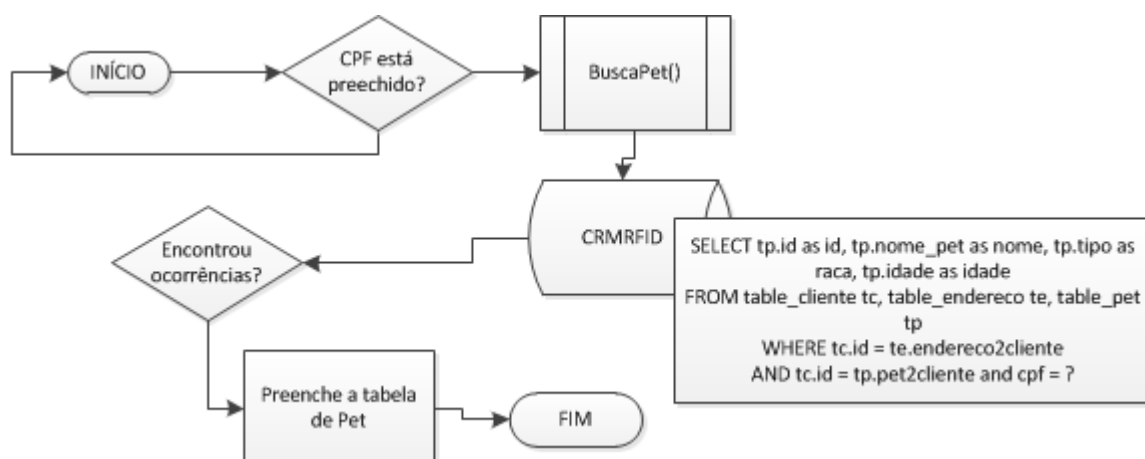 INÍCIO
CPF está
preechido?
BuscaPet()
CRMRFID
SELECT tp.id as id, tp.nome_pet as nome, tp.tipo as
raca, tp.idade as idade
FROM table_cliente tc, table_endereco te, table_pet
tp
WHERE tc.id = te.endereco2cliente
AND tc.id = tp.pet2cliente and cpf = ?
Encontrou
ocorrências?
Preenche a tabela
de Pet
FIM